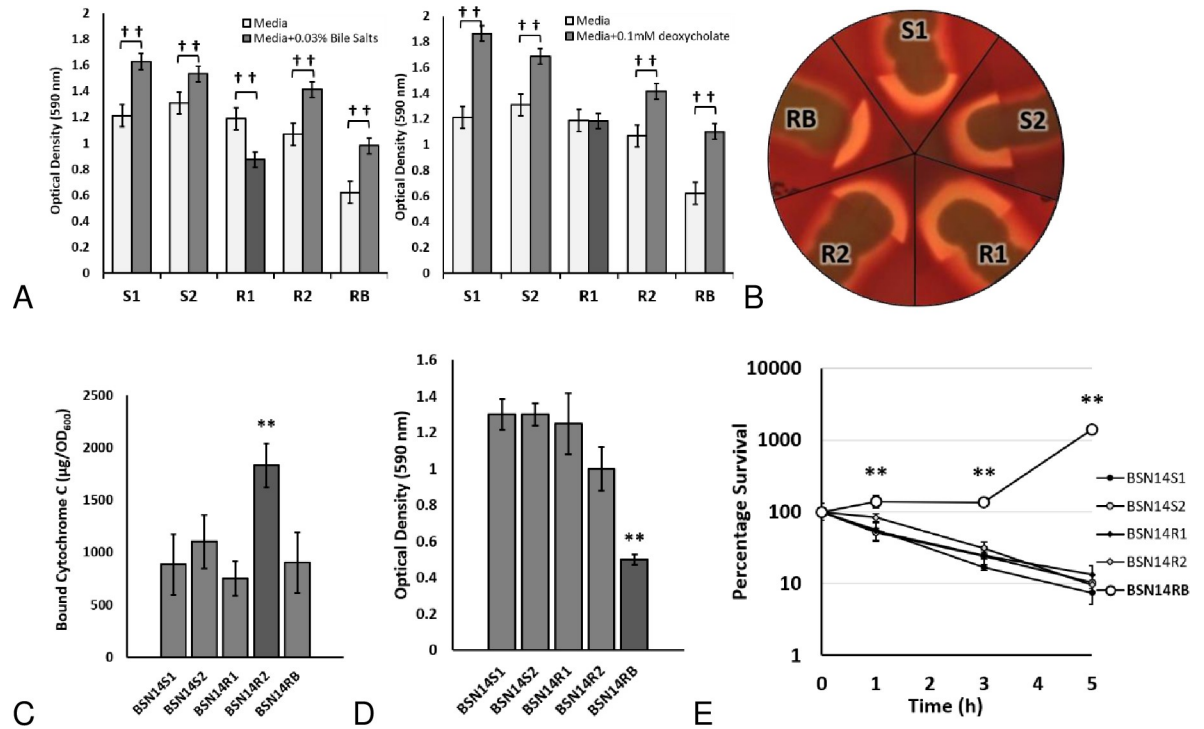 Optical Density (590 nm)
2
1.8
1.6
1.4
1.2
1
0.8
0.6
0.4
0.2
0
Media
Media+0.03% Bile Salts
† †
† †
† †
† †
† †
S1 S2 R1 R2 RB
A
Optical Density (590 nm)
2
1.8
1.6
1.4
1.2
1
0.8
0.6
0.4
0.2
0
Media
Media+0.1mM deoxycholate
† †
† †
† †
† †
S1 S2 R1 R2 RB
B
S1
S2
R1
R2
RB
Bound Cytochrome C (µg/OD600)
2500
2000
1500
1000
500
0
**
BSN14S1
BSN14S2
BSN14R1
BSN14R2
BSN14RB
C
Optical Density (590 nm)
1.6
1.4
1.2
1
0.8
0.6
0.4
0.2
0
**
BSN14S1
BSN14S2
BSN14R1
BSN14R2
BSN14RB
D
Percentage Survival
10000
1000
100
10
1
** ** **
0 1 2 3 4 5
Time (h)
BSN14S1
BSN14S2
BSN14R1
BSN14R2
BSN14RB
E